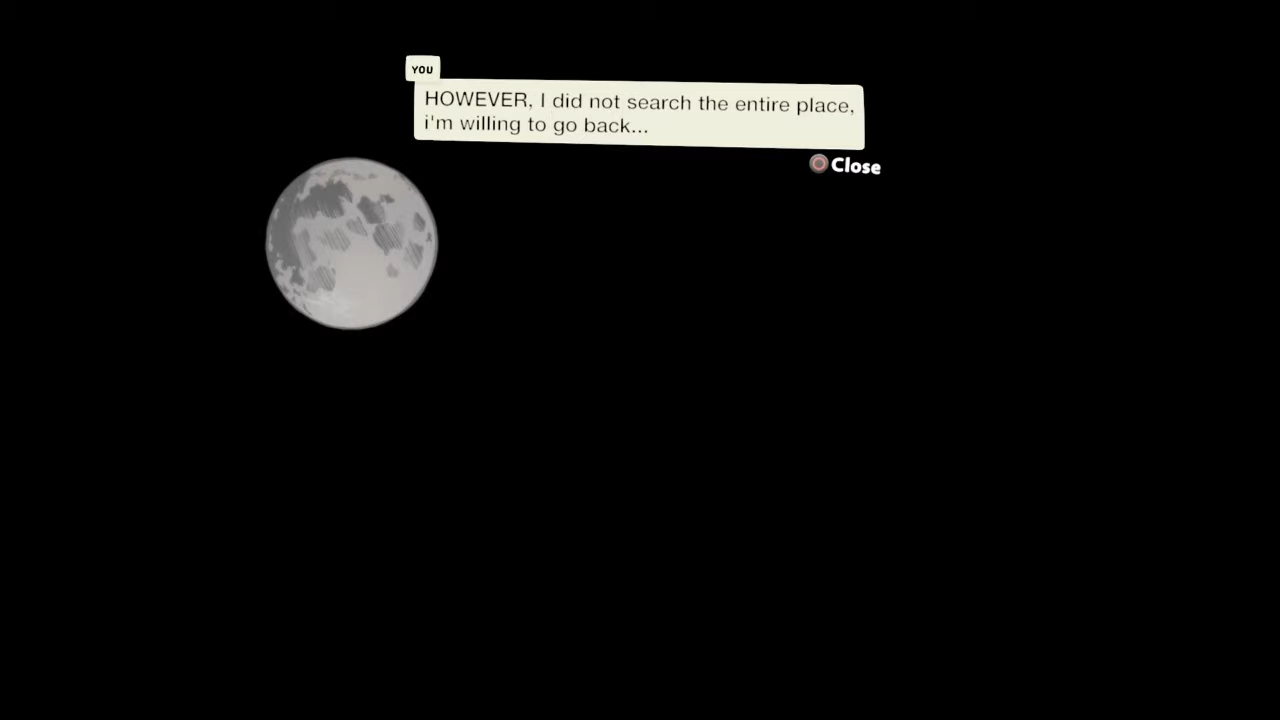 YOU
HOWEVER, I did not search the entire place,
i'm willing to go back...
Close